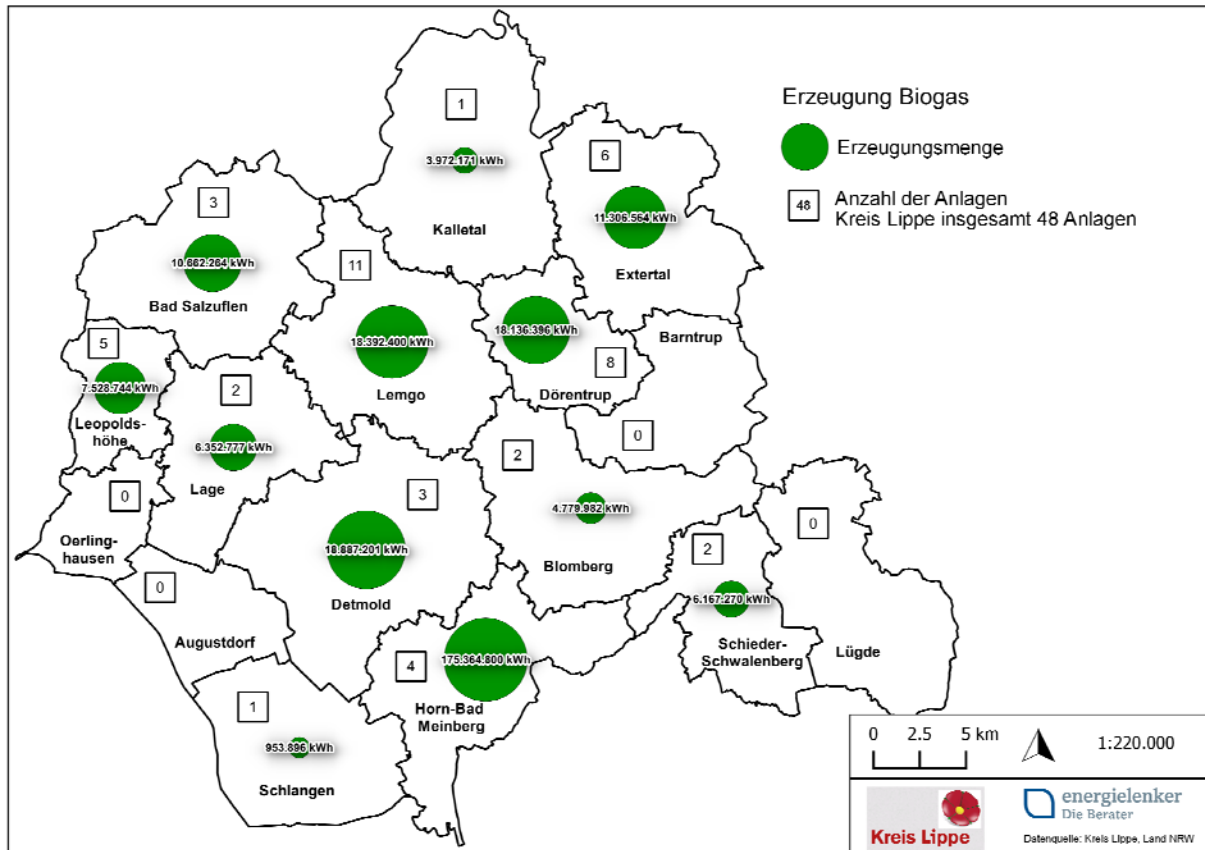 Erzeugung Biogas
Erzeugungsmenge
48
Anzahl der Anlagen
Kreis Lippe insgesamt 48 Anlagen
1
3.972.171 kWh
Kalletal
6
11.306.564 kWh
Extertal
3
10.662.264 kWh
Bad Salzuflen
11
18.392.400 kWh
Lemgo
18.136.396 kWh
8
Dörentrup
Barntrup
0
5
7.528.744 kWh
Leopolds-
höhe
2
6.352.777 kWh
Lage
0
Oerling-
hausen
3
18.887.201 kWh
Detmold
2
4.779.982 kWh
Blomberg
2
6.167.270 kWh
Schieder-
Schwalenberg
0
Lügde
0
Augustdorf
4
175.364.800 kWh
Horn-Bad
Meinberg
1
953.896 kWh
Schlangen
0 2.5 5 km
1:220.000
Kreis Lippe
energielenker
Die Berater
Datenquelle: Kreis Lippe, Land NRW